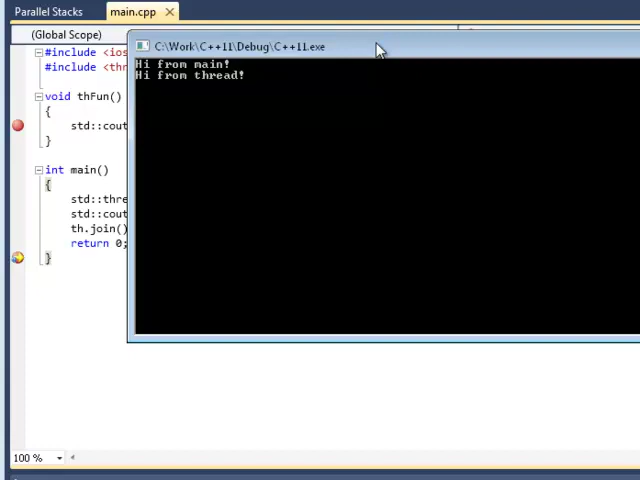 Parallel Stacks main.cpp
(Global Scope)
C:\Work\C++11\Debug\C++11.exe
Hi from main!
Hi from thread!
#include <ios
#include <thr
void thFun()
{
std::cout
}
int main()
{
std::thre
std::cout
th.join()
return 0;
}
100 %